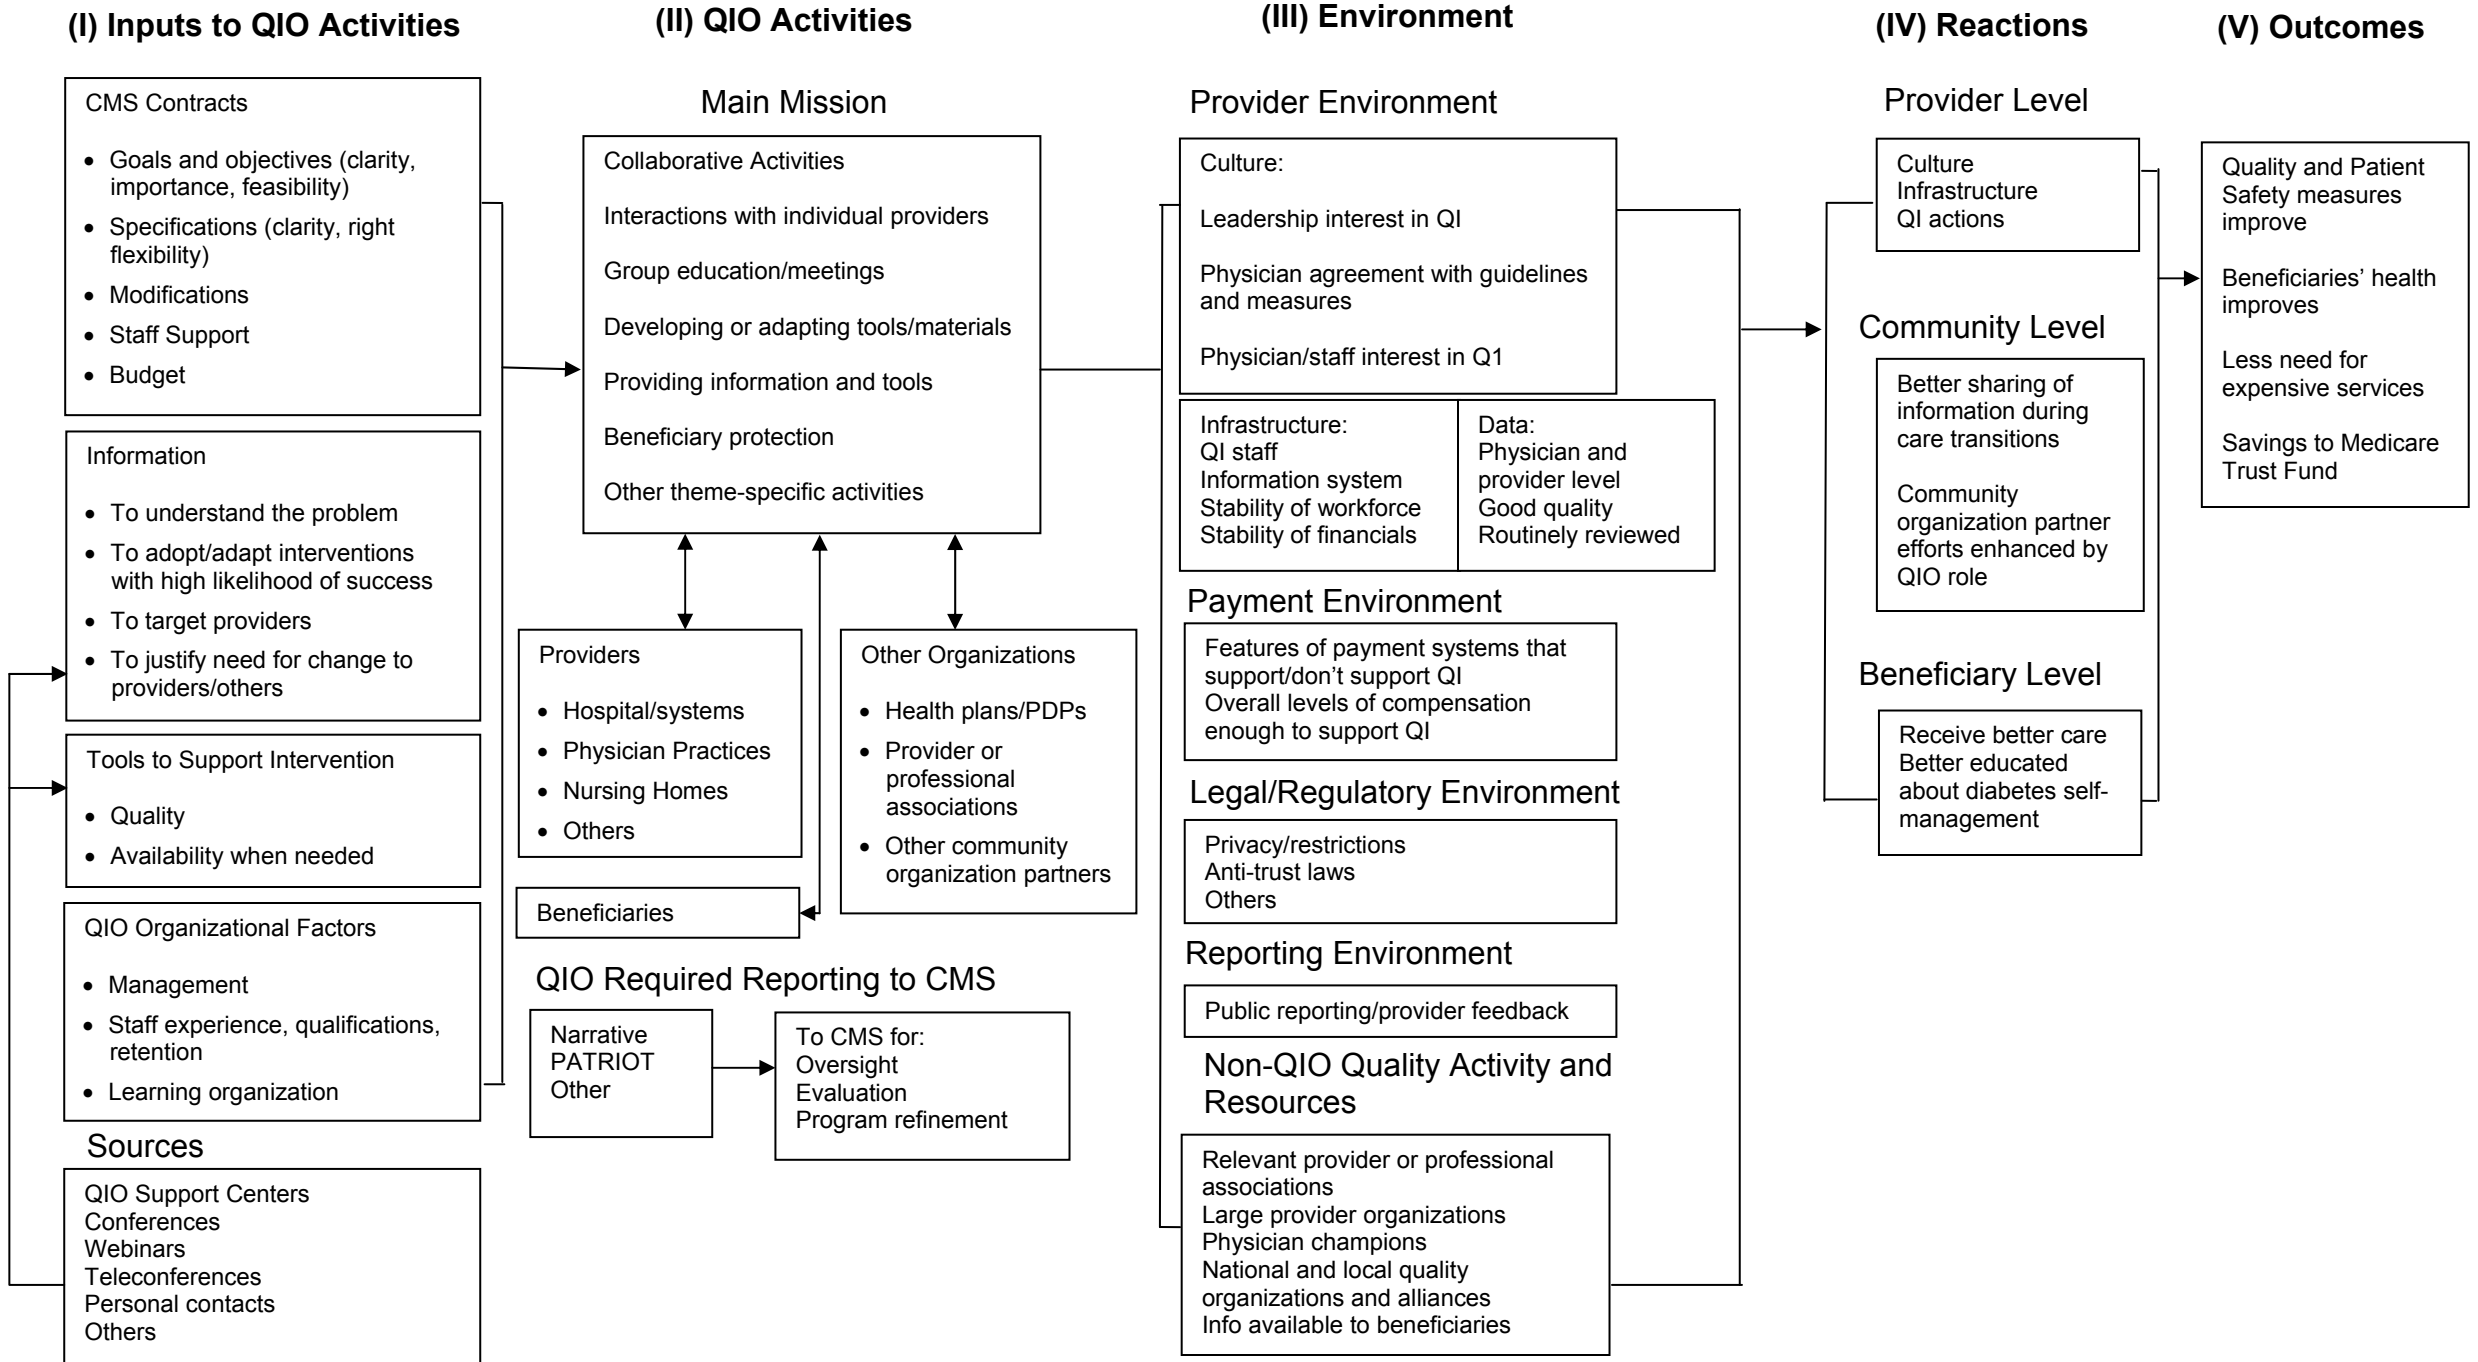 (I) Inputs to QIO Activities
CMS Contracts
• Goals and objectives (clarity,
importance, feasibility)
• Specifications (clarity, right
flexibility)
• Modifications
• Staff Support
• Budget
Information
• To understand the problem
• To adopt/adapt interventions
with high likelihood of success
• To target providers
• To justify need for change to
providers/others
Tools to Support Intervention
• Quality
• Availability when needed
QIO Organizational Factors
• Management
• Staff experience, qualifications,
retention
• Learning organization
Sources
QIO Support Centers
Conferences
Webinars
Teleconferences
Personal contacts
Others
(II) QIO Activities
Main Mission
Collaborative Activities
Interactions with individual providers
Group education/meetings
Developing or adapting tools/materials
Providing information and tools
Beneficiary protection
Other theme-specific activities
Providers
• Hospital/systems
• Physician Practices
• Nursing Homes
• Others
Other Organizations
• Health plans/PDPs
• Provider or
professional
associations
• Other community
organization partners
Beneficiaries
QIO Required Reporting to CMS
Narrative
PATRIOT
Other
To CMS for:
Oversight
Evaluation
Program refinement
(III) Environment
Provider Environment
Culture:
Leadership interest in QI
Physician agreement with guidelines
and measures
Physician/staff interest in Q1
Infrastructure:
QI staff
Information system
Stability of workforce
Stability of financials
Data:
Physician and
provider level
Good quality
Routinely reviewed
Payment Environment
Features of payment systems that
support/don’t support QI
Overall levels of compensation
enough to support QI
Legal/Regulatory Environment
Privacy/restrictions
Anti-trust laws
Others
Reporting Environment
Public reporting/provider feedback
Non-QIO Quality Activity and
Resources
Relevant provider or professional
associations
Large provider organizations
Physician champions
National and local quality
organizations and alliances
Info available to beneficiaries
(IV) Reactions
Provider Level
Culture
Infrastructure
QI actions
Community Level
Better sharing of
information during
care transitions
Community
organization partner
efforts enhanced by
QIO role
Beneficiary Level
Receive better care
Better educated
about diabetes self-
management
(V) Outcomes
Quality and Patient
Safety measures
improve
Beneficiaries’ health
improves
Less need for
expensive services
Savings to Medicare
Trust Fund